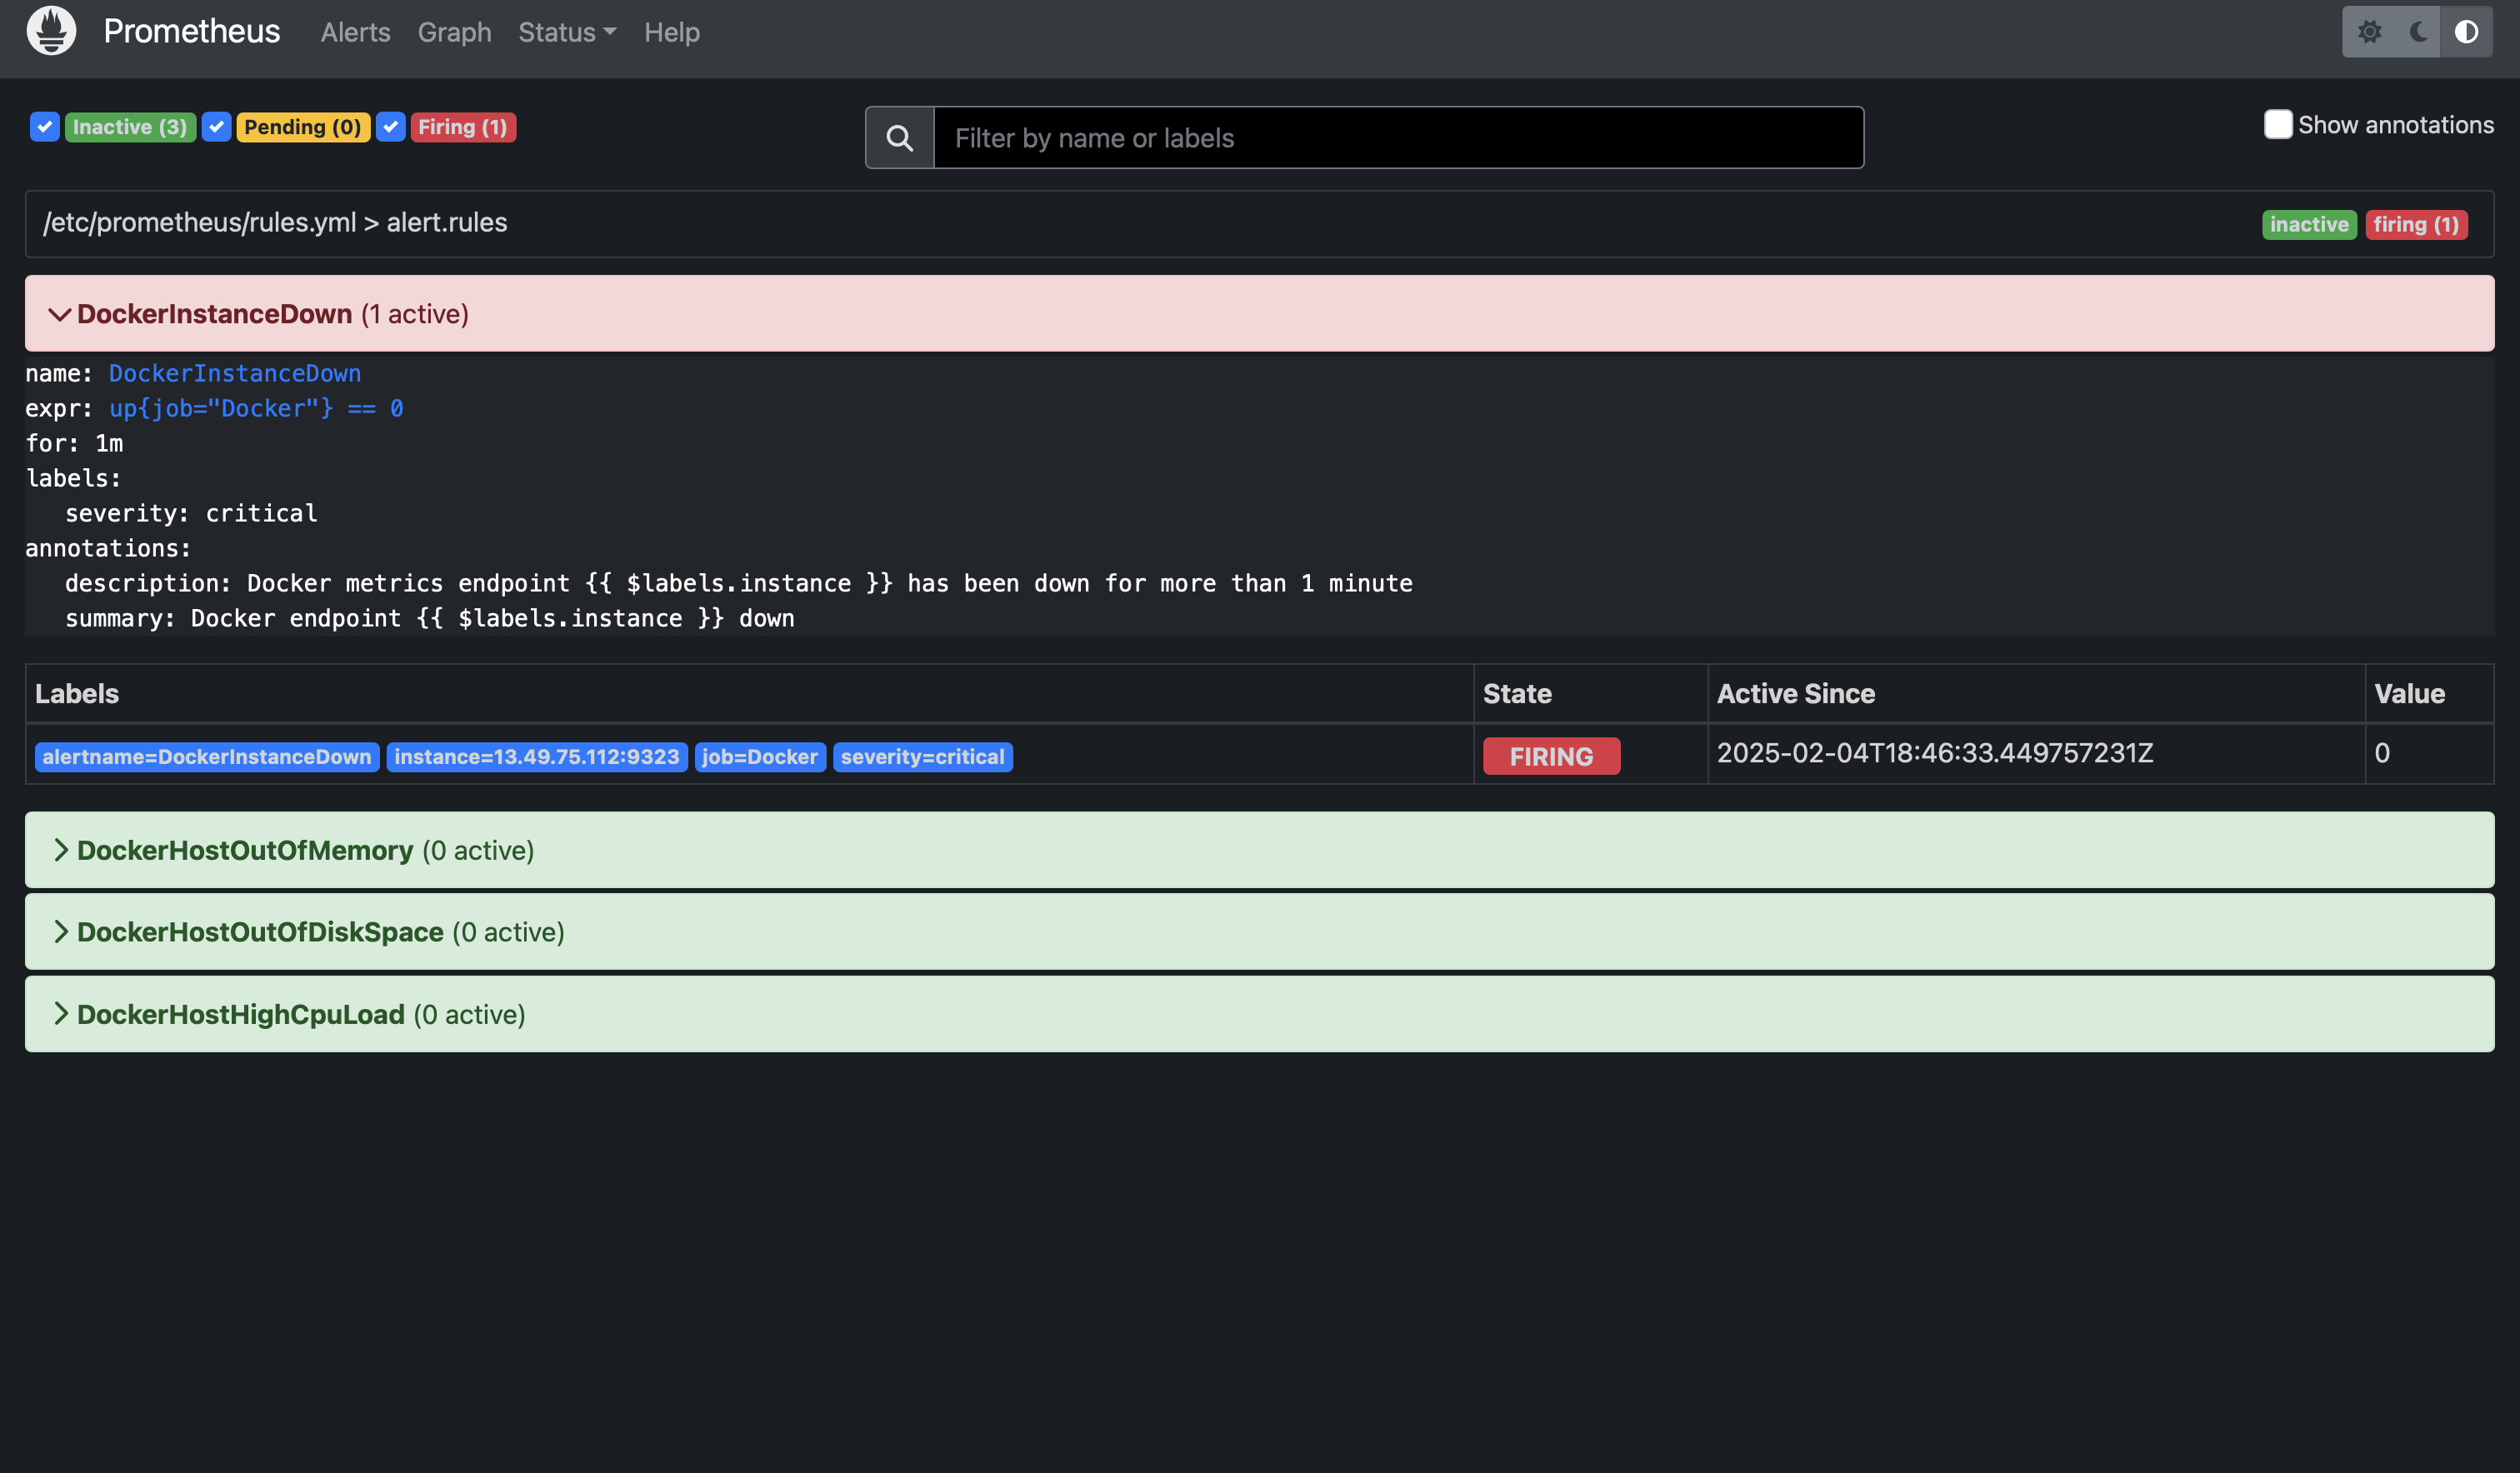 Prometheus Alerts Graph Status Help
Inactive (3) Pending (0) Firing (1) Filter by name or labels Show annotations
/etc/prometheus/rules.yml > alert.rules inactive firing (1)
DockerInstanceDown (1 active)
name: DockerInstanceDown
expr: up{job="Docker"} == 0
for: 1m
labels:
severity: critical
annotations:
description: Docker metrics endpoint {{ $labels.instance }} has been down for more than 1 minute
summary: Docker endpoint {{ $labels.instance }} down
Labels State Active Since Value
alertname=DockerInstanceDown instance=13.49.75.112:9323 job=Docker severity=critical FIRING 2025-02-04T18:46:33.449757231Z 0
DockerHostOutOfMemory (0 active)
DockerHostOutOfDiskSpace (0 active)
DockerHostHighCpuLoad (0 active)